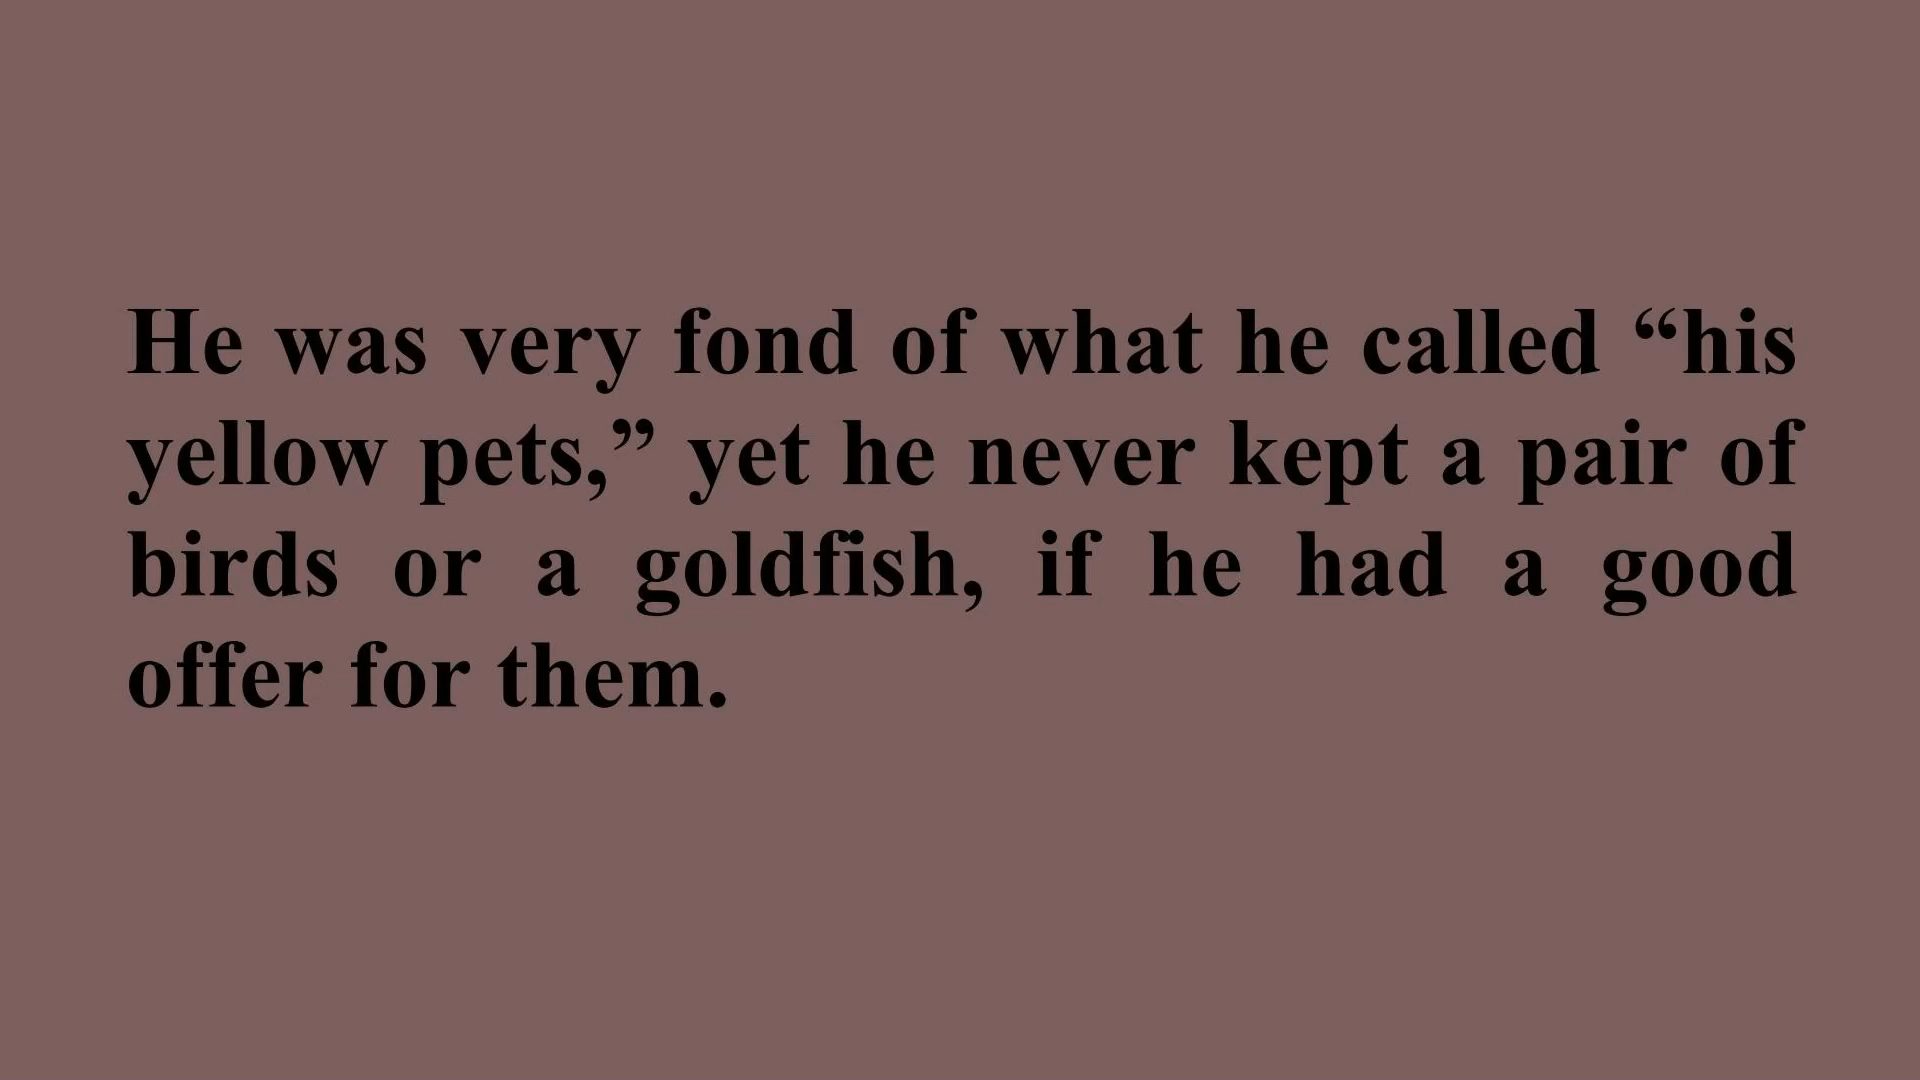 He was very fond of what he called “his
yellow pets,” yet he never kept a pair of
birds or a goldfish, if he had a good
offer for them.